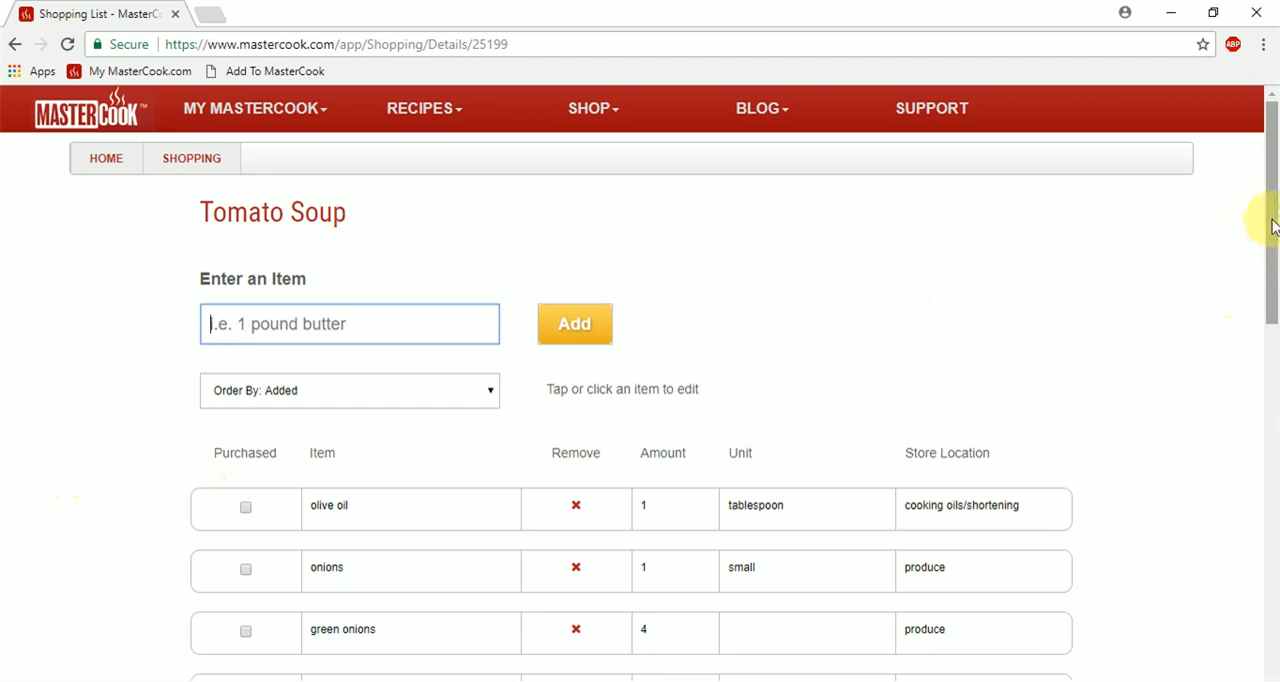 Shopping List - MasterCo
Secure https://www.mastercook.com/app/Shopping/Details/25199
ABP
Apps My MasterCook.com Add To MasterCook
MASTERCOOK™ MY MASTERCOOK RECIPES SHOP BLOG SUPPORT
HOME SHOPPING
Tomato Soup
Enter an Item
i.e. 1 pound butter Add
Order By: Added Tap or click an item to edit
Purchased Item Remove Amount Unit Store Location
olive oil 1 tablespoon cooking oils/shortening
onions 1 small produce
green onions 4 produce